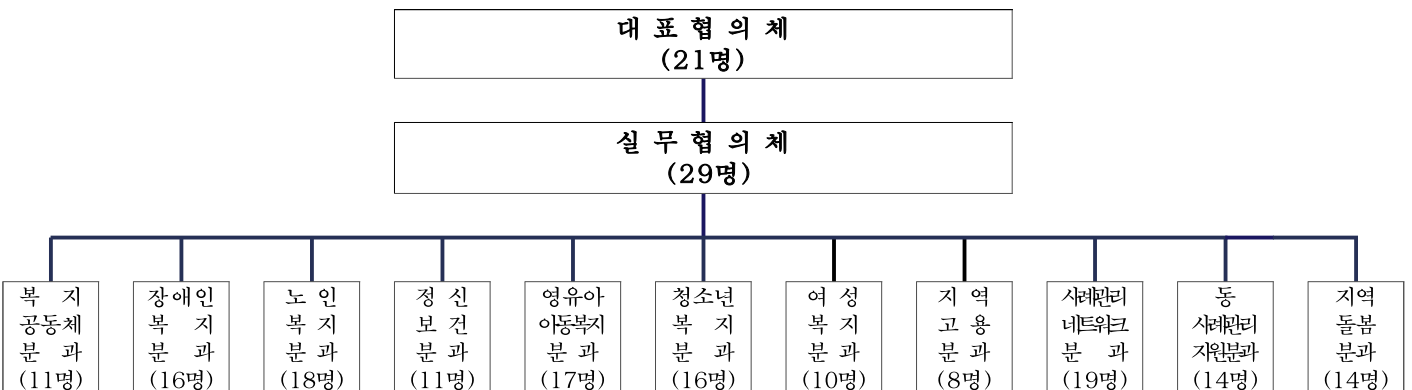 대 표 협 의 체
(21명)
실 무 협 의 체
(29명)
복 지
공동체
분 과
(11명)
장애인
복 지
분 과
(16명)
노 인
복 지
분 과
(18명)
정 신
보 건
분 과
(11명)
영유아
아동복지
분 과
(17명)
청소년
복 지
분 과
(16명)
여 성
복 지
분 과
(10명)
지 역
고 용
분 과
(8명)
사례관리
네트워크
분 과
(19명)
동
사례관리
지원분과
(14명)
지역
돌봄
분과
(14명)